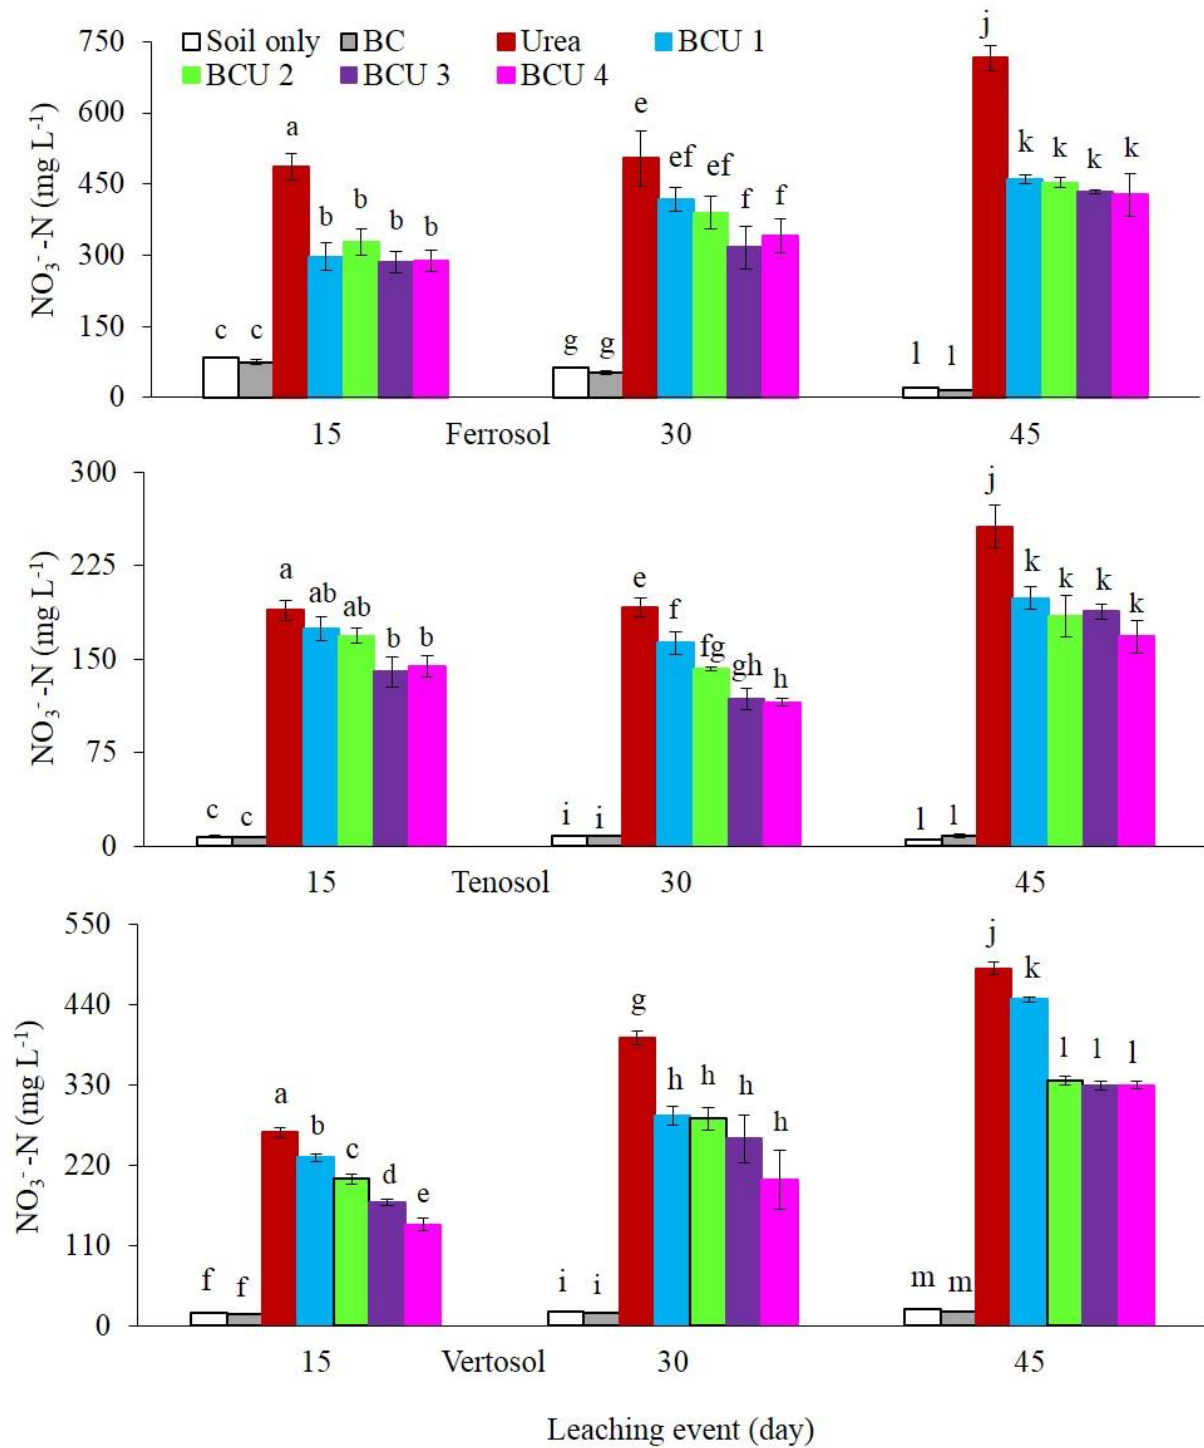 Soil only BC Urea BCU 1
BCU 2 BCU 3 BCU 4
NO₃⁻ -N (mg L⁻¹)
750
600
450
300
150
0
c c a b b b b
g g e ef ef f f
l l j k k k k
15 Ferrosol 30 45
NO₃⁻ -N (mg L⁻¹)
300
225
150
75
0
c c a ab ab b b
i i e f fg gh h
l l j k k k k
15 Tenosol 30 45
NO₃⁻ -N (mg L⁻¹)
550
440
330
220
110
0
f f a b c d e
i i g h h h h
m m j k l l l
15 Vertosol 30 45
Leaching event (day)